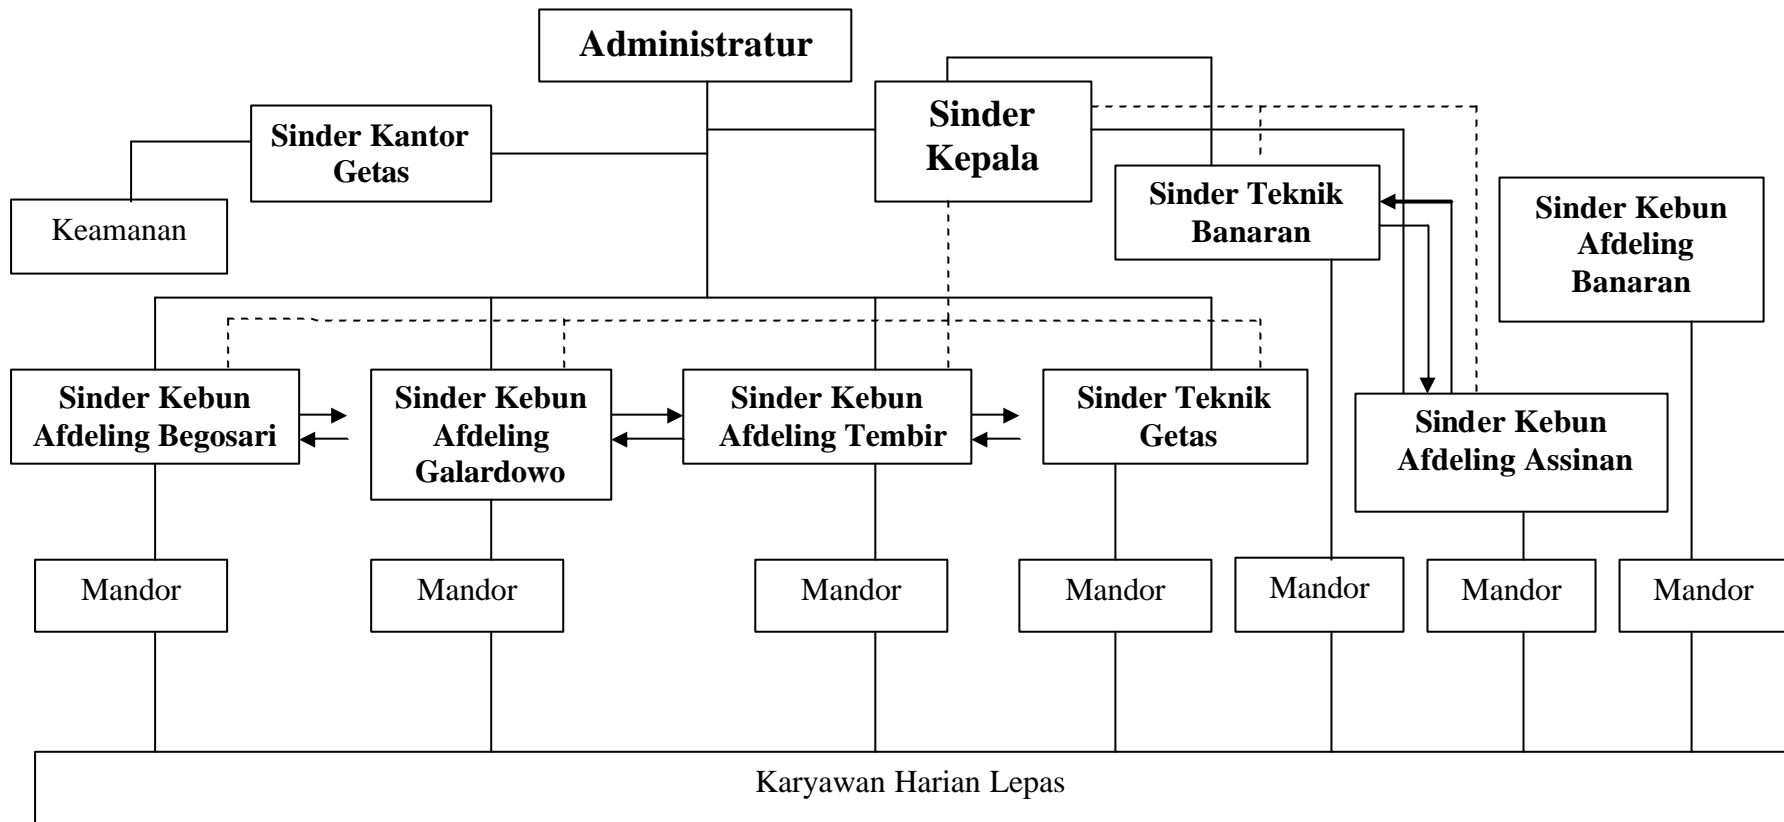 Administratur
Sinder
Kepala
Sinder Kantor
Getas
Keamanan
Sinder Teknik
Banaran
Sinder Kebun
Afdeling
Banaran
Sinder Kebun
Afdeling Begosari
Sinder Kebun
Afdeling
Galardowo
Sinder Kebun
Afdeling Tembir
Sinder Teknik
Getas
Sinder Kebun
Afdeling Assinan
Mandor
Mandor
Mandor
Mandor
Mandor
Mandor
Mandor
Karyawan Harian Lepas